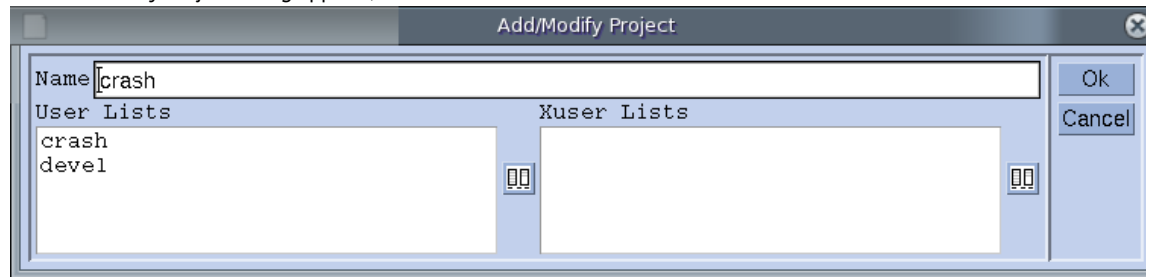 Add/Modify Project
Name crash
Ok
User Lists
Xuser Lists
Cancel
crash
devel